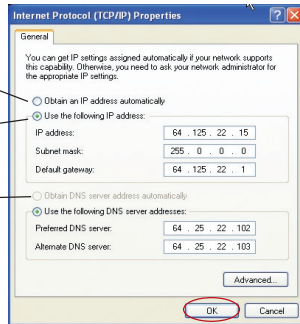 Internet Protocol (TCP/IP) Properties
General
You can get IP settings assigned automatically if your network supports
this capability. Otherwise, you need to ask your network administrator for
the appropriate IP settings.
Obtain an IP address automatically
Use the following IP address:
IP address: 64 . 125 . 22 . 15
Subnet mask: 255 . 0 . 0 . 0
Default gateway: 64 . 125 . 22 . 1
Obtain DNS server address automatically
Use the following DNS server addresses:
Preferred DNS server: 64 . 25 . 22 . 102
Alternate DNS server: 64 . 25 . 22 . 103
Advanced...
OK Cancel